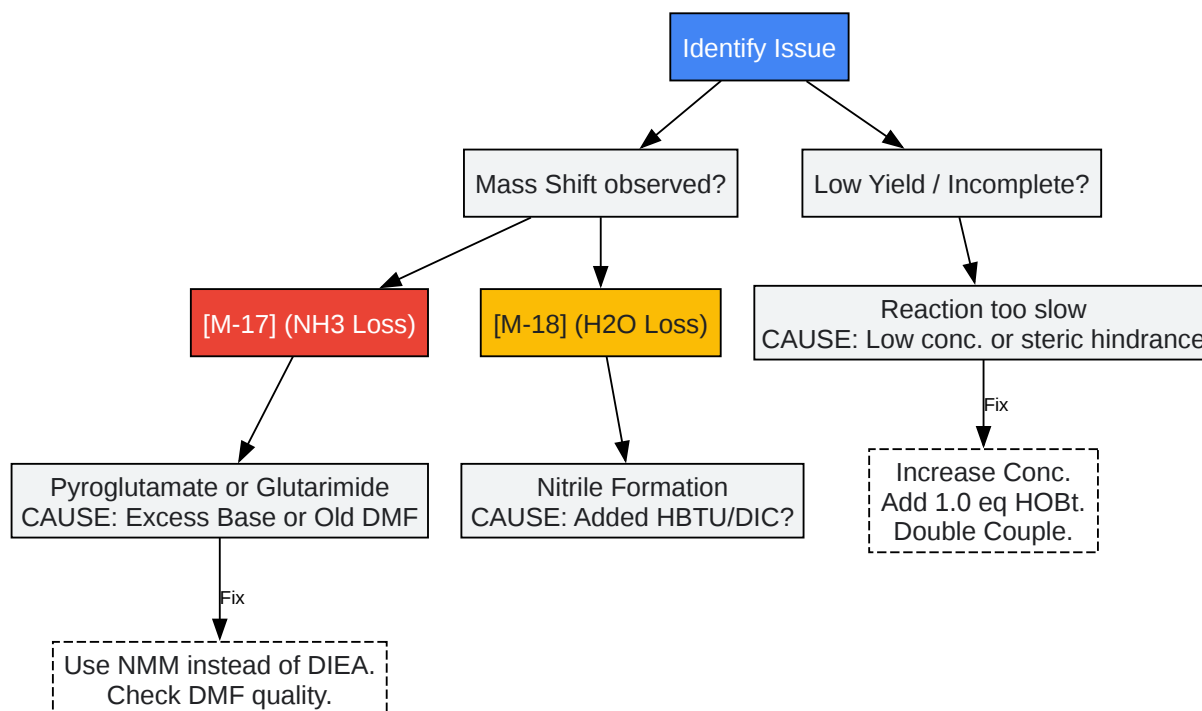 Identify Issue
Mass Shift observed?
Low Yield / Incomplete?
[M-17] (NH3 Loss)
[M-18] (H2O Loss)
Reaction too slow
CAUSE: Low conc. or steric hindrance
Fix
Pyroglutamate or Glutarimide
CAUSE: Excess Base or Old DMF
Nitrile Formation
CAUSE: Added HBTU/DIC?
Increase Conc.
Add 1.0 eq HOBt.
Double Couple.
Fix
Use NMM instead of DIEA.
Check DMF quality.